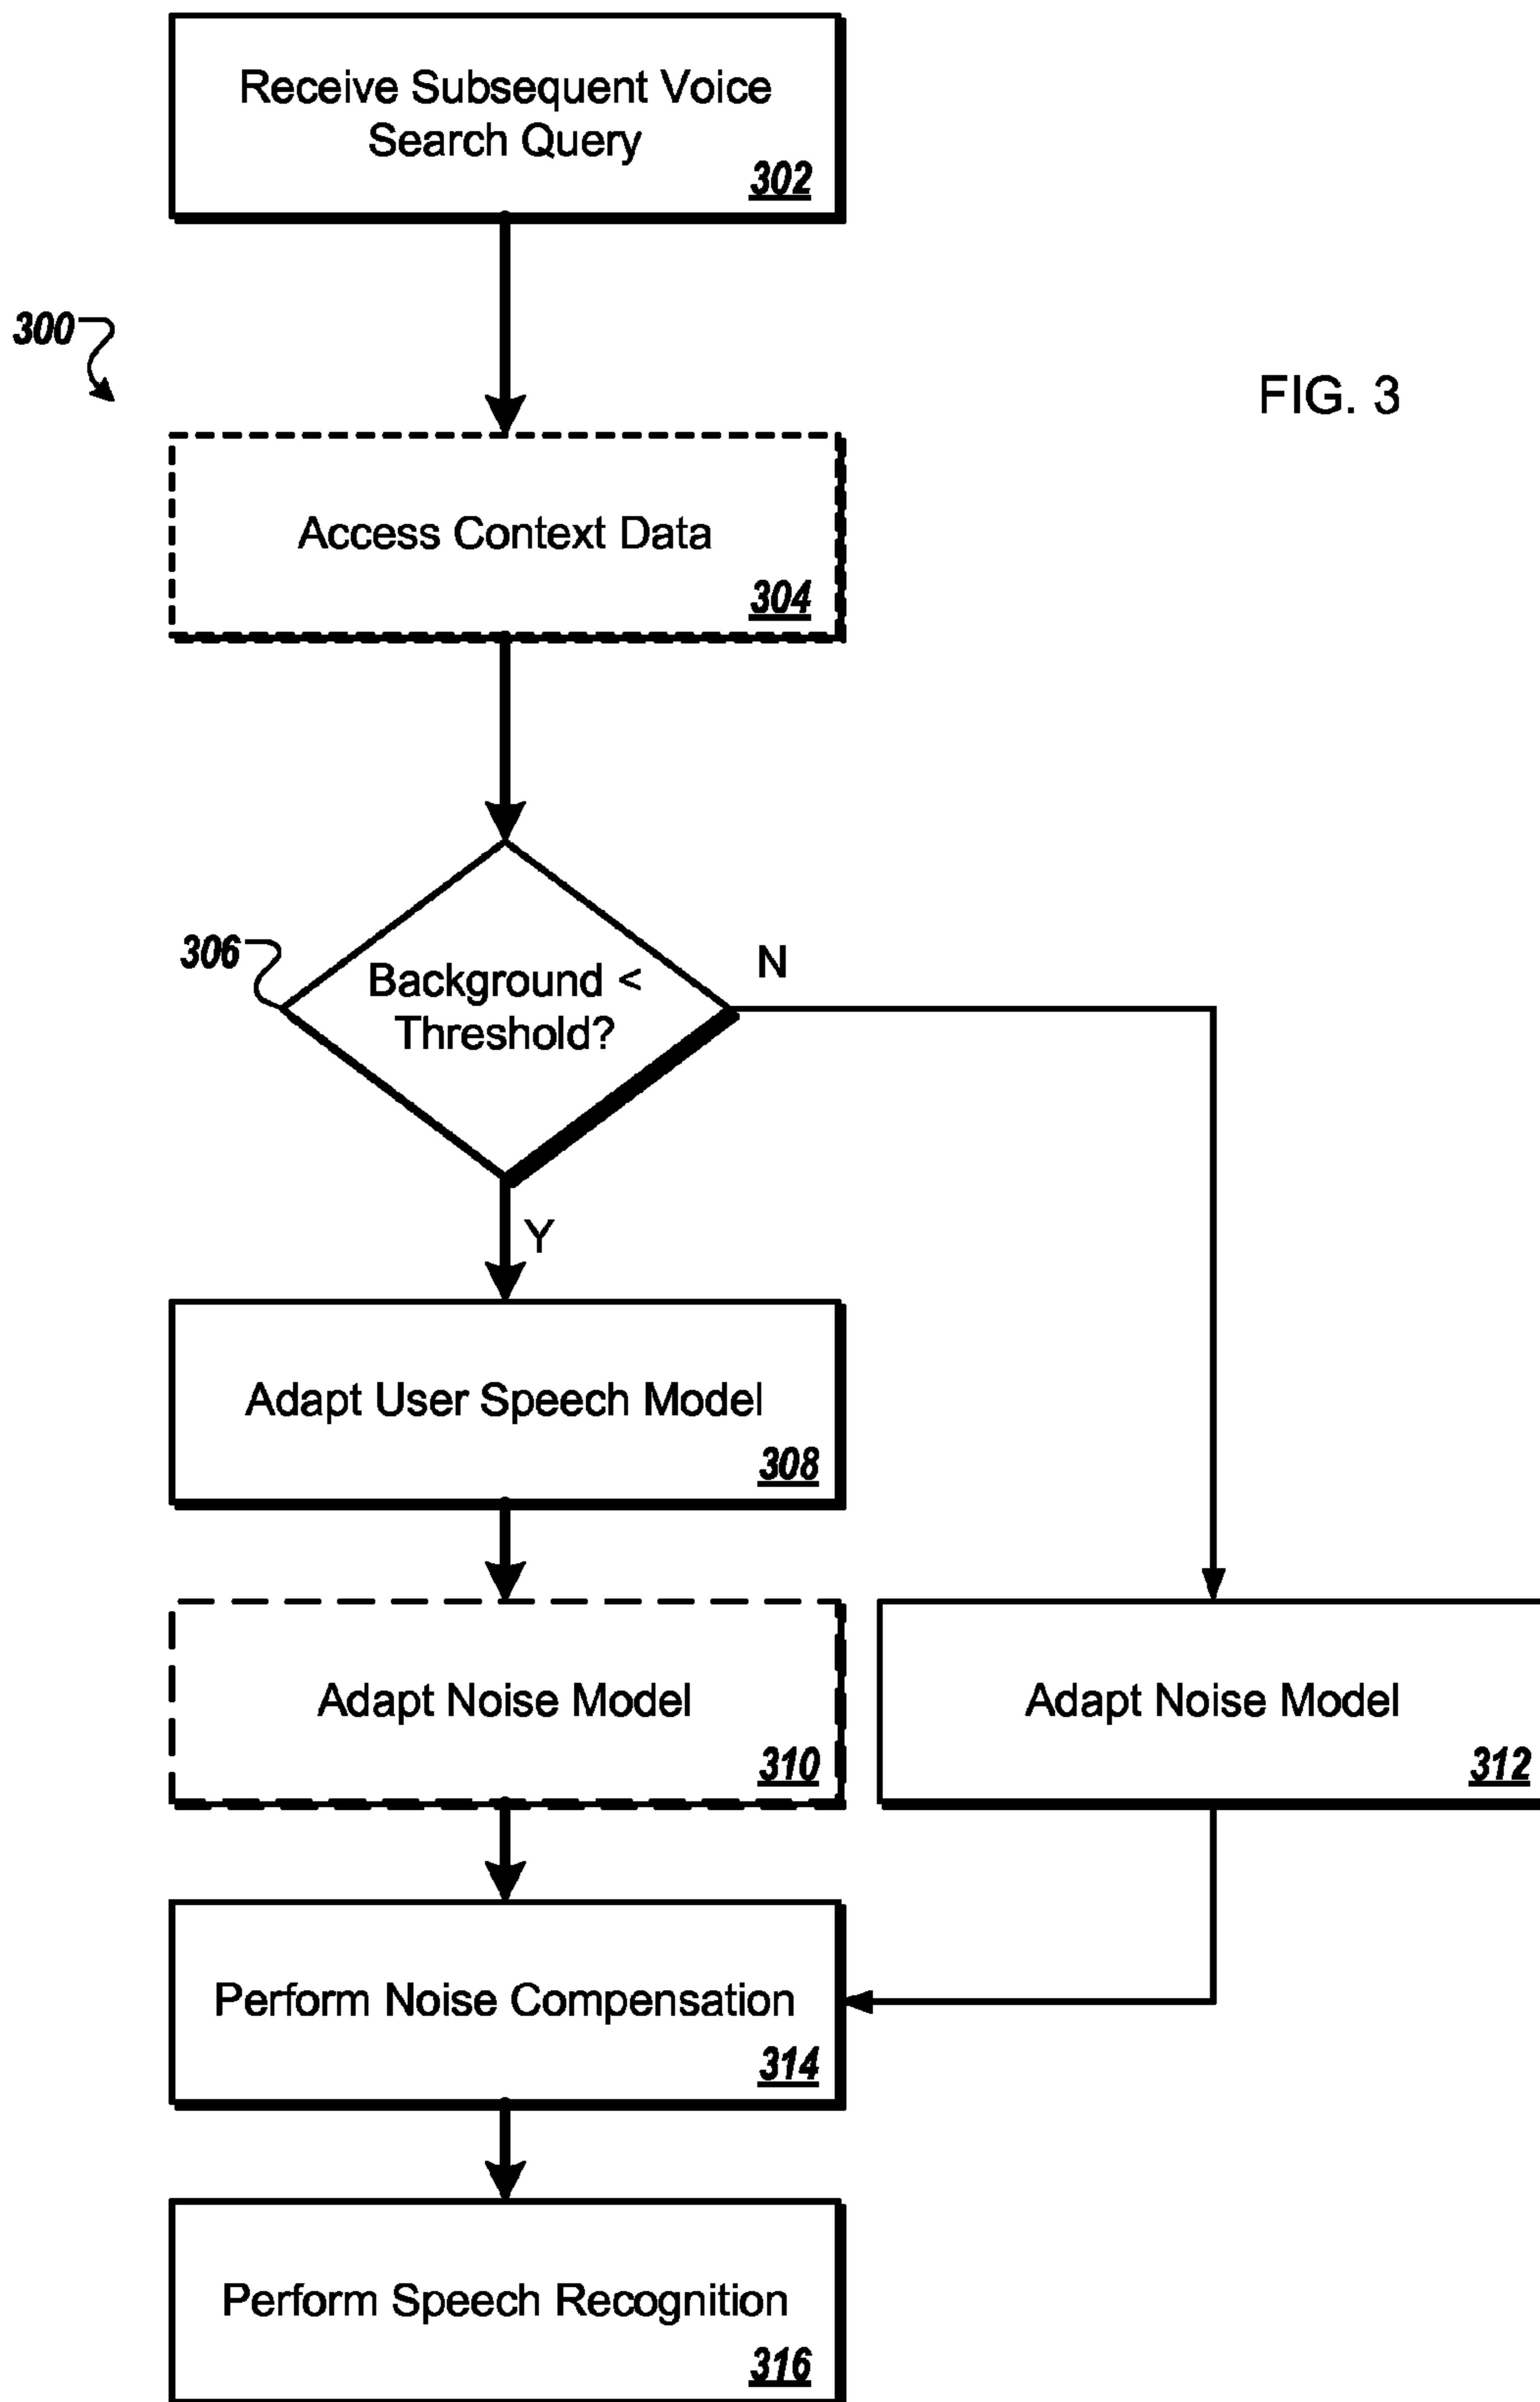 Receive Subsequent Voice
Search Query
302
300
FIG. 3
Access Context Data
304
306
Background <
Threshold?
N
Y
Adapt User Speech Model
308
Adapt Noise Model
310
Adapt Noise Model
312
Perform Noise Compensation
314
Perform Speech Recognition
316